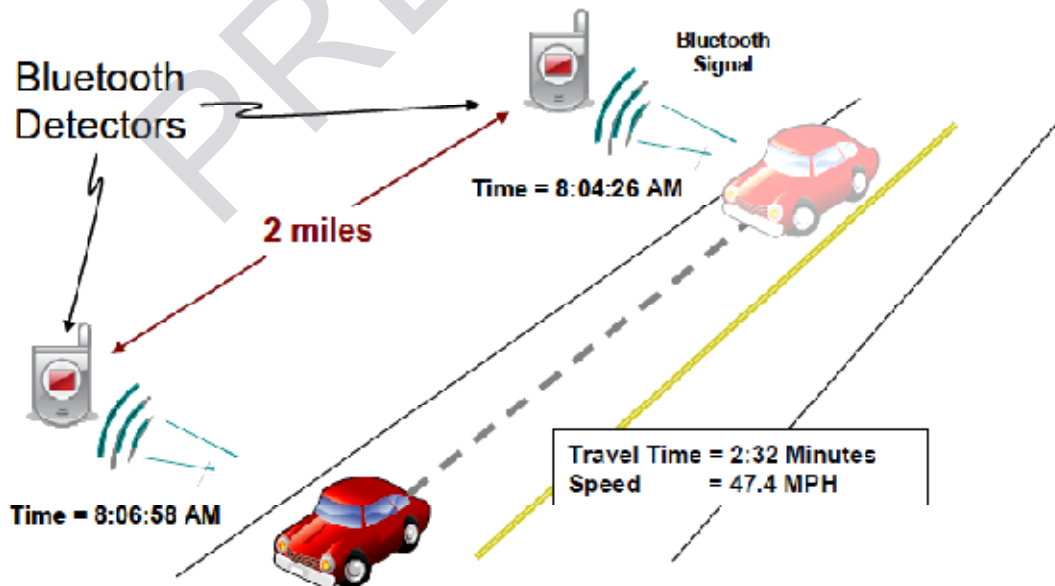 Bluetooth
Signal
Bluetooth
Detectors
Time = 8:04:26 AM
2 miles
Time = 8:06:58 AM
Travel Time = 2:32 Minutes
Speed = 47.4 MPH
PRE